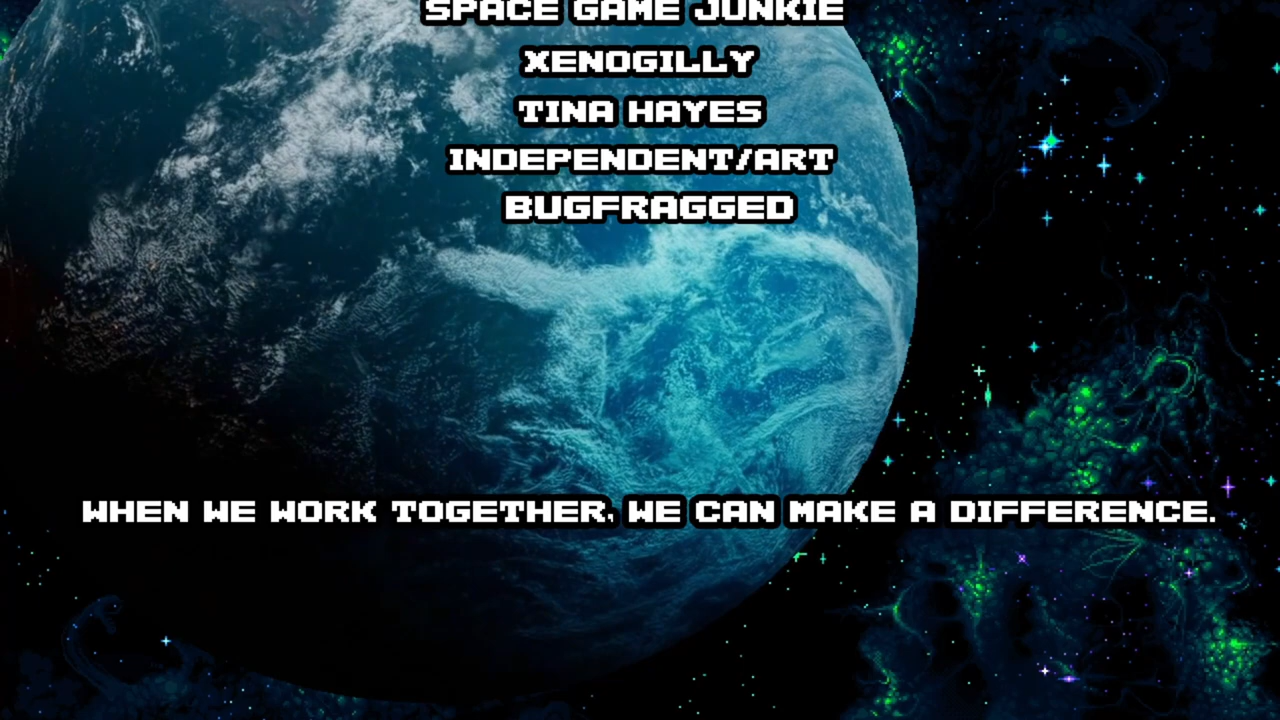 SPACE GAME JUNKIE
XENOGILLY
TINA HAYES
INDEPENDENT/ART
BUGFRAGGED
WHEN WE WORK TOGETHER, WE CAN MAKE A DIFFERENCE.